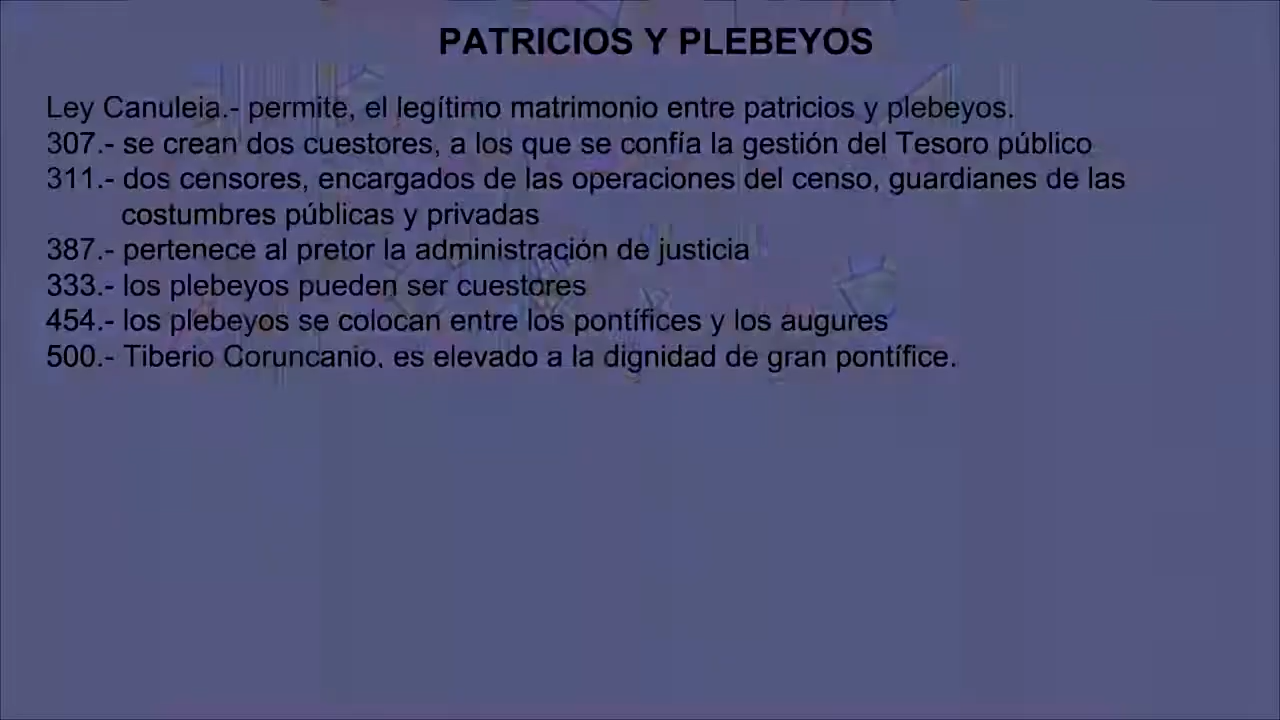 PATRICIOS Y PLEBEYOS
Ley Canuleia.- permite, el legítimo matrimonio entre patricios y plebeyos.
307.- se crean dos cuestores, a los que se confía la gestión del Tesoro público
311.- dos censores, encargados de las operaciones del censo, guardianes de las
costumbres públicas y privadas
387.- pertenece al pretor la administración de justicia
333.- los plebeyos pueden ser cuestores
454.- los plebeyos se colocan entre los pontífices y los augures
500.- Tiberio Coruncanio, es elevado a la dignidad de gran pontífice.